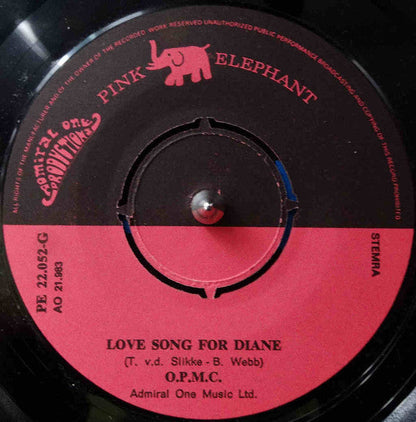 ALL RIGHTS OF THE MANUFACTURER AND OF THE OWNER OF THE RECORDED WORK RESERVED UNAUTHORIZED PUBLIC PERFORMANCE BROADCASTING AND COPYING OF THIS RECORD PROHIBITED
PINK ELEPHANT
Admiral One
PRODUCTIONS
PE 22.052-G
AO 21.983
STEMRA
LOVE SONG FOR DIANE
(T. v.d. Slikke - B. Webb)
O.P.M.C.
Admiral One Music Ltd.